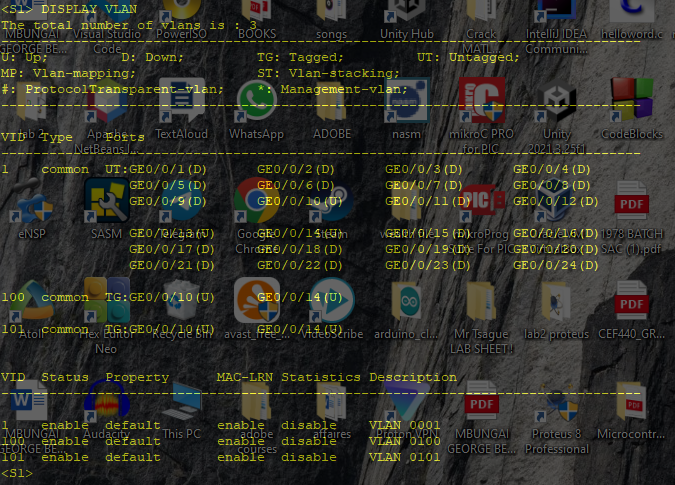 <S1> DISPLAY VLAN
The total number of vlans is : 3
U: Up; D: Down; TG: Tagged; UT: Untagged;
MP: Vlan-mapping; ST: Vlan-stacking;
#: ProtocolTransparent-vlan; *: Management-vlan;
VID Type Ports
1 common UT:GE0/0/1(D) GE0/0/2(D) GE0/0/3(D) GE0/0/4(D)
GE0/0/5(D) GE0/0/6(D) GE0/0/7(D) GE0/0/8(D)
GE0/0/9(D) GE0/0/10(U) GE0/0/11(D) GE0/0/12(D)
GE0/0/13(U) GE0/0/14(U) GE0/0/15(D) GE0/0/16(D)
GE0/0/17(D) GE0/0/18(D) GE0/0/19(D) GE0/0/20(D)
GE0/0/21(D) GE0/0/22(D) GE0/0/23(D) GE0/0/24(D)
100 common TG:GE0/0/10(U) GE0/0/14(U)
101 common TG:GE0/0/10(U) GE0/0/14(U)
VID Status Property MAC-LRN Statistics Description
1 enable default enable disable VLAN 0001
100 enable default enable disable VLAN 0100
101 enable default enable disable VLAN 0101
<S1>
MBUNGAI GEORGE BE...
Visual Studio Code
PowerISO
BOOKS
songs
Unity Hub
Crack MATL...
IntelliJ IDEA Communi...
helloword.c
lab 2
Apache NetBeans I...
TextAloud
WhatsApp
ADOBE
nasm
mikroC PRO for PIC
Unity 2021.3.25f1
CodeBlocks
eNSP
SASM
Google Chrome
Steam
1978 BATCH SAC (1).pdf
Atoll
Hex Editor Neo
Recycle Bin
avast_free_...
VideoScribe
arduino_cl...
Mr Tsague LAB SHEET !
lab2 proteus
CEF440_GR...
MBUNGAI GEORGE BE...
Audacity
This PC
adobe courses
affaires
Proton VPN
MBUNGAI GEORGE BE...
Proteus 8 Professional
Microcontr...